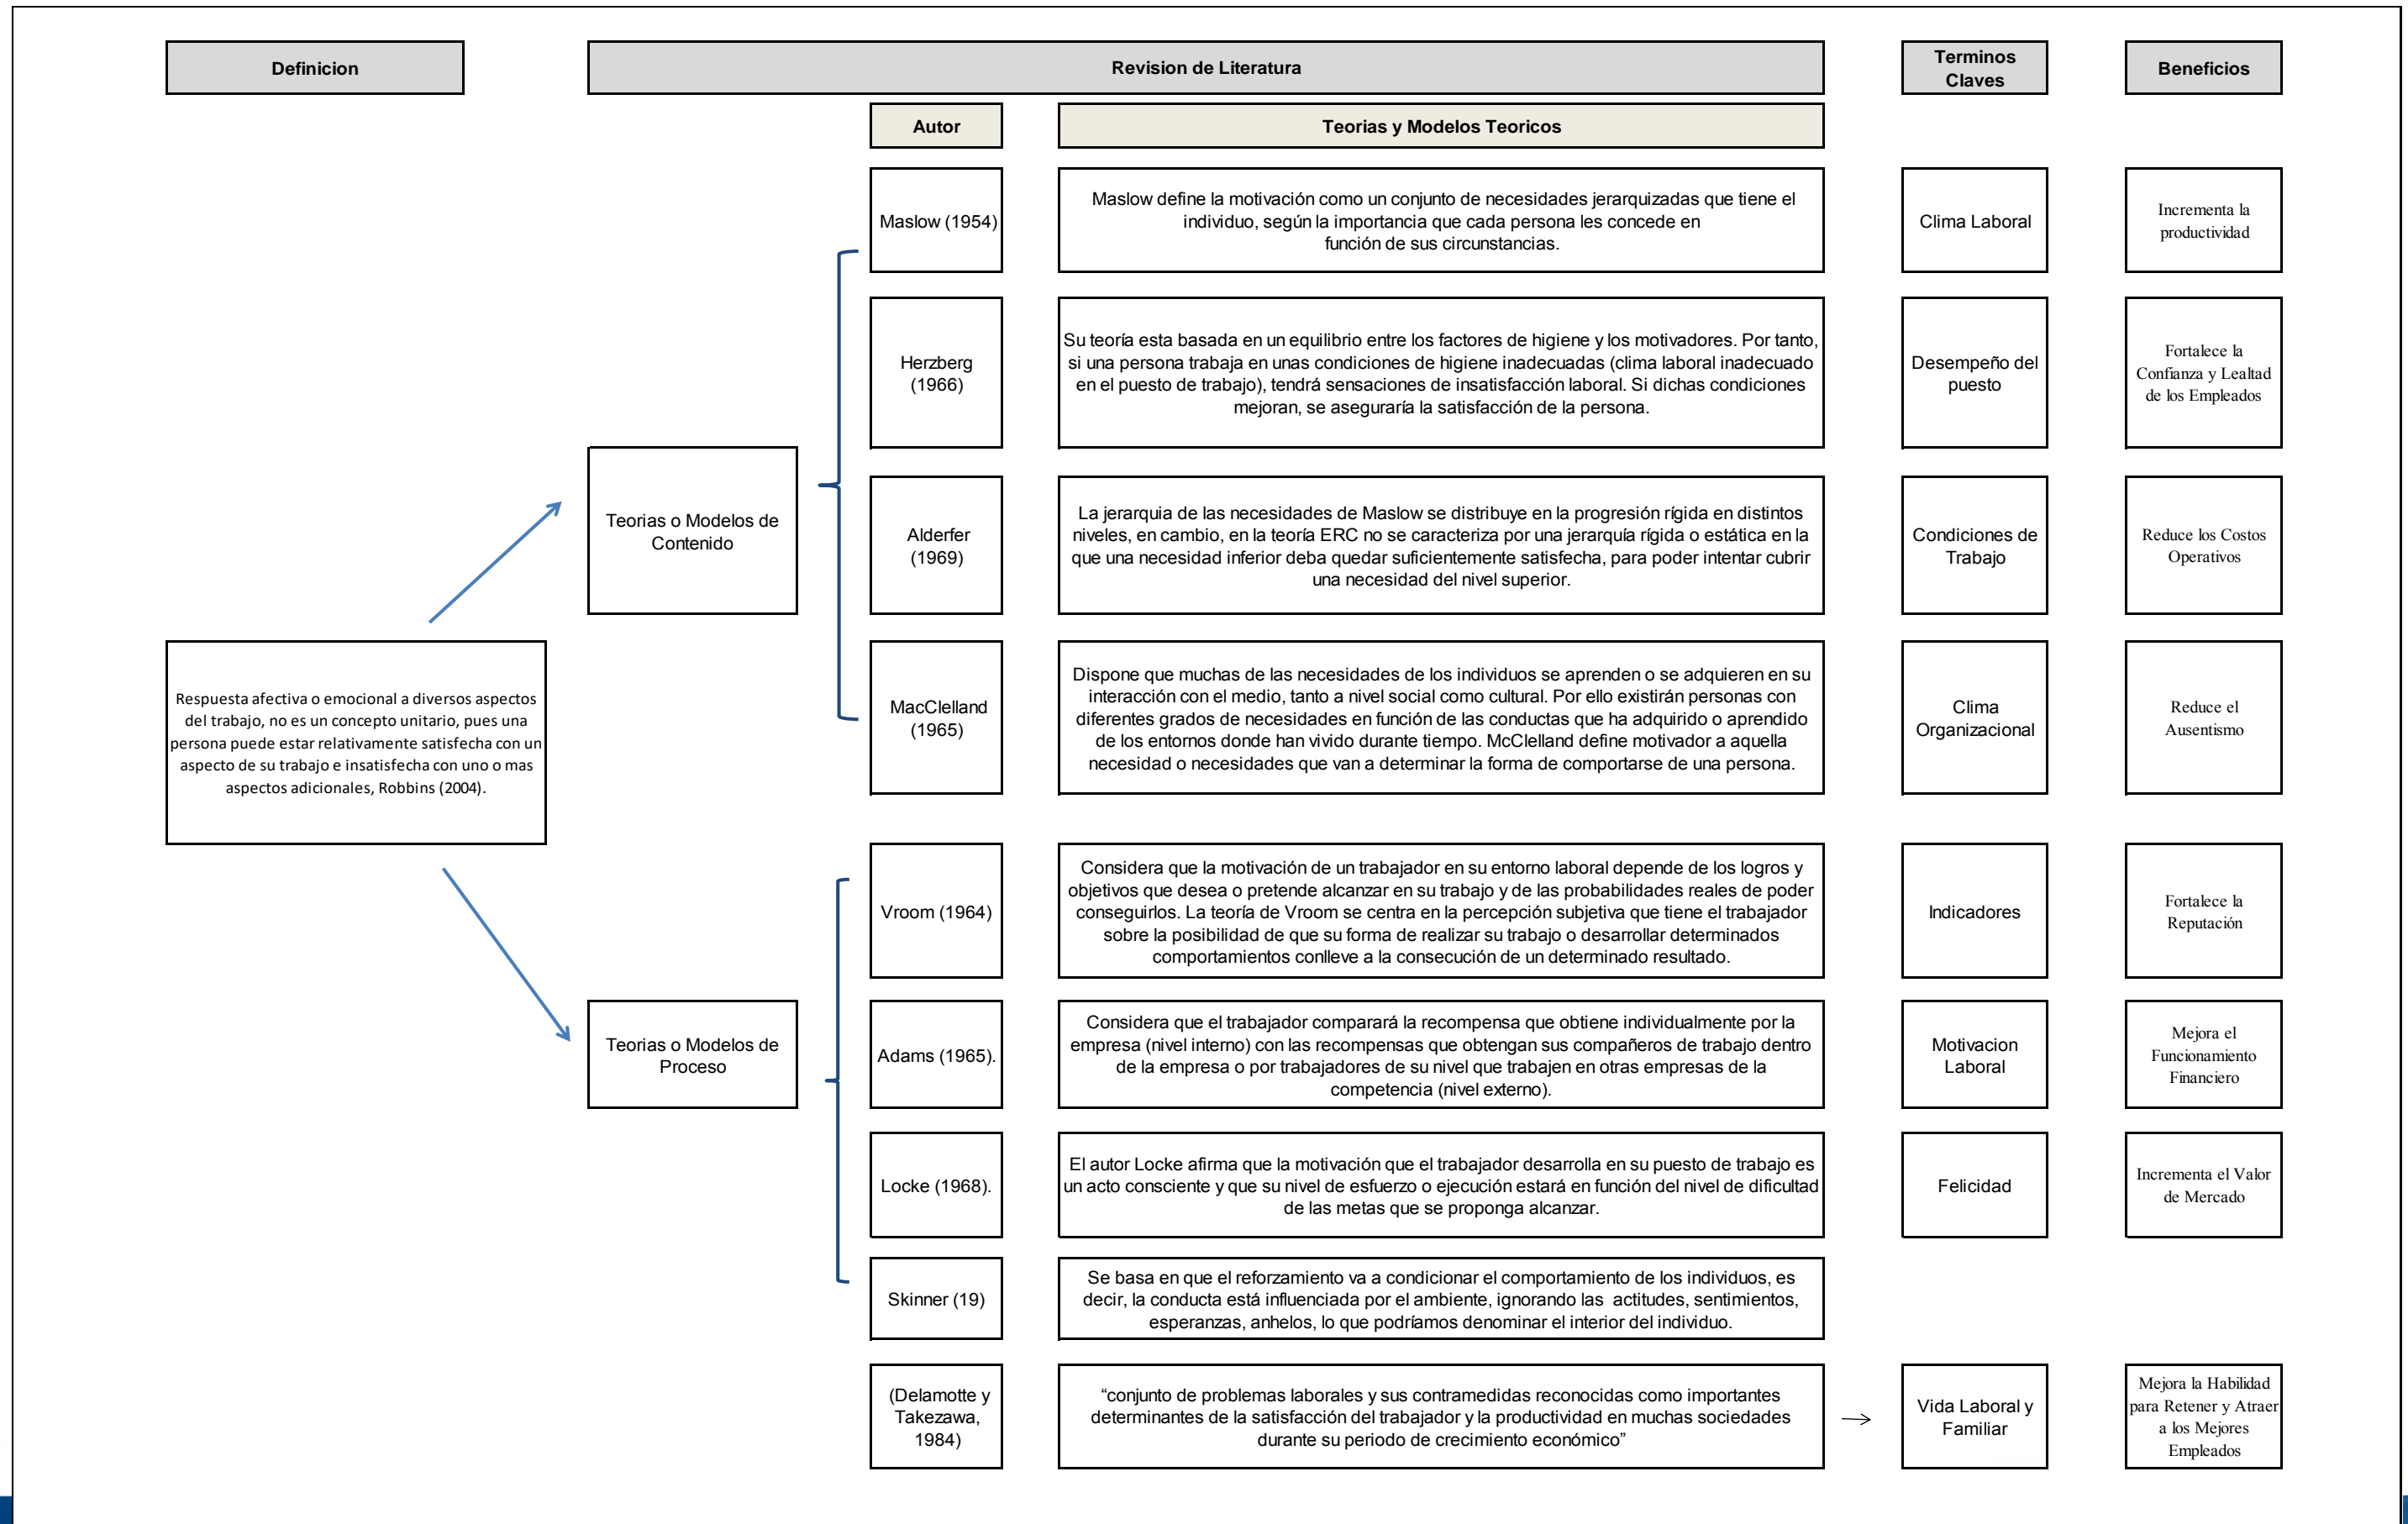 Definicion
Revision de Literatura
Terminos
Claves
Beneficios
Autor
Teorias y Modelos Teoricos
Maslow (1954)
Maslow define la motivación como un conjunto de necesidades jerarquizadas que tiene el
individuo, según la importancia que cada persona les concede en
función de sus circunstancias.
Clima Laboral
Incrementa la
productividad
Herzberg
(1966)
Su teoría esta basada en un equilibrio entre los factores de higiene y los motivadores. Por tanto,
si una persona trabaja en unas condiciones de higiene inadecuadas (clima laboral inadecuado
en el puesto de trabajo), tendrá sensaciones de insatisfacción laboral. Si dichas condiciones
mejoran, se aseguraría la satisfacción de la persona.
Desempeño del
puesto
Fortalece la
Confianza y Lealtad
de los Empleados
Teorias o Modelos de
Contenido
Alderfer
(1969)
La jerarquia de las necesidades de Maslow se distribuye en la progresión rígida en distintos
niveles, en cambio, en la teoría ERC no se caracteriza por una jerarquía rígida o estática en la
que una necesidad inferior deba quedar suficientemente satisfecha, para poder intentar cubrir
una necesidad del nivel superior.
Condiciones de
Trabajo
Reduce los Costos
Operativos
Respuesta afectiva o emocional a diversos aspectos
del trabajo, no es un concepto unitario, pues una
persona puede estar relativamente satisfecha con un
aspecto de su trabajo e insatisfecha con uno o mas
aspectos adicionales, Robbins (2004).
MacClelland
(1965)
Dispone que muchas de las necesidades de los individuos se aprenden o se adquieren en su
interacción con el medio, tanto a nivel social como cultural. Por ello existirán personas con
diferentes grados de necesidades en función de las conductas que ha adquirido o aprendido
de los entornos donde han vivido durante tiempo. McClelland define motivador a aquella
necesidad o necesidades que van a determinar la forma de comportarse de una persona.
Clima
Organizacional
Reduce el
Ausentismo
Vroom (1964)
Considera que la motivación de un trabajador en su entorno laboral depende de los logros y
objetivos que desea o pretende alcanzar en su trabajo y de las probabilidades reales de poder
conseguirlos. La teoría de Vroom se centra en la percepción subjetiva que tiene el trabajador
sobre la posibilidad de que su forma de realizar su trabajo o desarrollar determinados
comportamientos conlleve a la consecución de un determinado resultado.
Indicadores
Fortalece la
Reputación
Teorias o Modelos de
Proceso
Adams (1965).
Considera que el trabajador comparará la recompensa que obtiene individualmente por la
empresa (nivel interno) con las recompensas que obtengan sus compañeros de trabajo dentro
de la empresa o por trabajadores de su nivel que trabajen en otras empresas de la
competencia (nivel externo).
Motivacion
Laboral
Mejora el
Funcionamiento
Financiero
Locke (1968).
El autor Locke afirma que la motivación que el trabajador desarrolla en su puesto de trabajo es
un acto consciente y que su nivel de esfuerzo o ejecución estará en función del nivel de dificultad
de las metas que se proponga alcanzar.
Felicidad
Incrementa el Valor
de Mercado
Skinner (19)
Se basa en que el reforzamiento va a condicionar el comportamiento de los individuos, es
decir, la conducta está influenciada por el ambiente, ignorando las  actitudes, sentimientos,
esperanzas, anhelos, lo que podríamos denominar el interior del individuo.
(Delamotte y
Takezawa,
1984)
“conjunto de problemas laborales y sus contramedidas reconocidas como importantes
determinantes de la satisfacción del trabajador y la productividad en muchas sociedades
durante su periodo de crecimiento económico”
Vida Laboral y
Familiar
Mejora la Habilidad
para Retener y Atraer
a los Mejores
Empleados